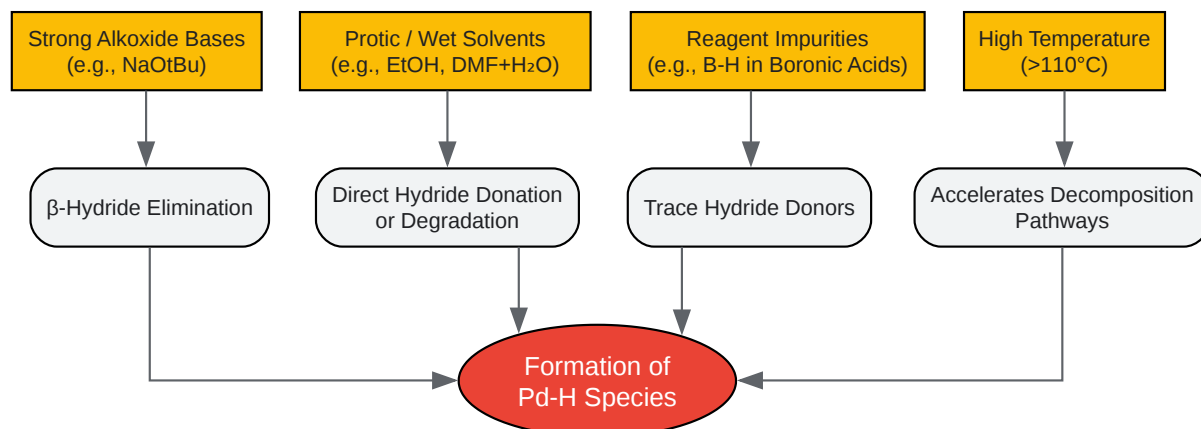 Strong Alkoxide Bases
(e.g., NaOtBu)
Protic / Wet Solvents
(e.g., EtOH, DMF+H₂O)
Reagent Impurities
(e.g., B-H in Boronic Acids)
High Temperature
(>110°C)
β-Hydride Elimination
Direct Hydride Donation
or Degradation
Trace Hydride Donors
Accelerates Decomposition
Pathways
Formation of
Pd-H Species